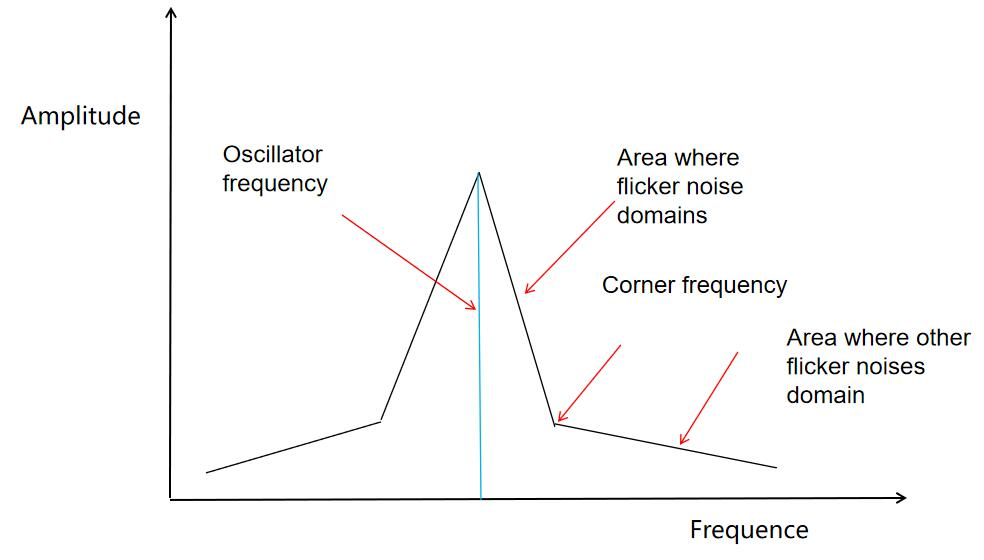 Amplitude
Oscillator
frequency
Area where
flicker noise
domains
Corner frequency
Area where other
flicker noises
domain
Frequence